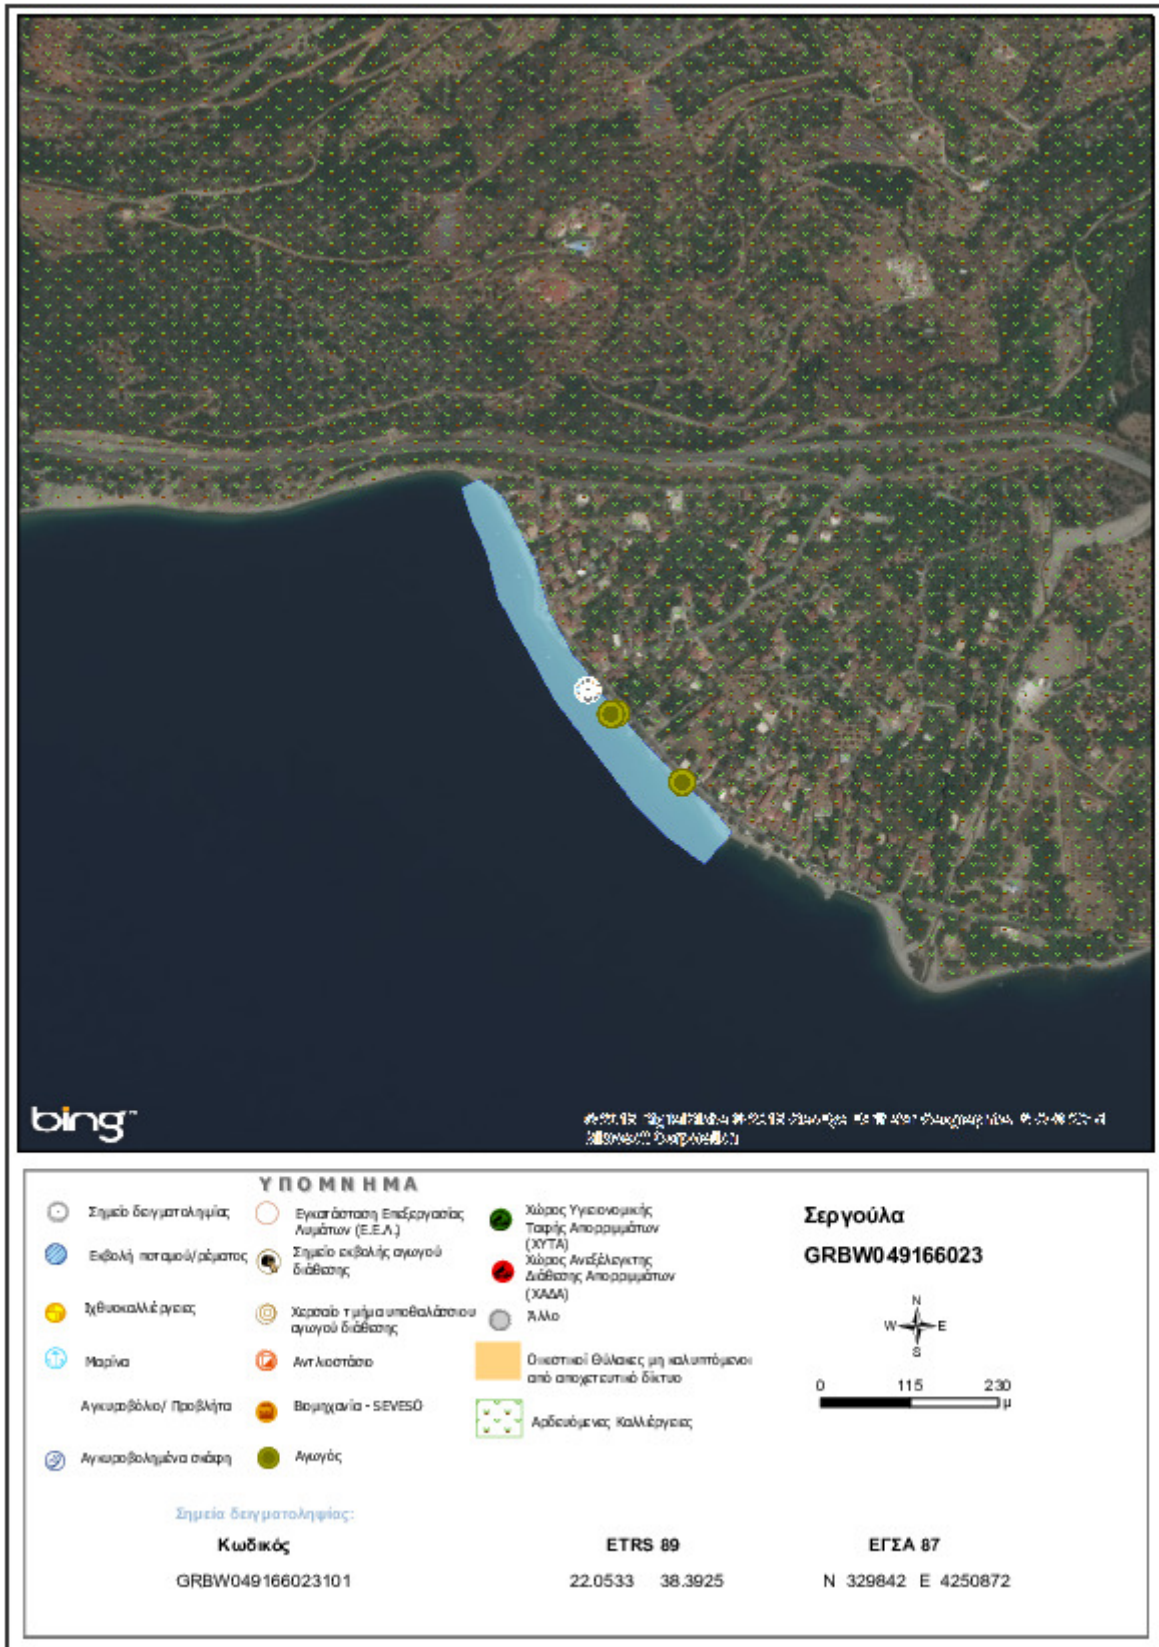 bing™
ΥΠΟΜΝΗΜΑ
Σημείο δειγματοληψίας
Εκβολή ποταμού/ρέματος
Ιχθυοκαλλιέργειες
Μαρίνα
Αγκυροβόλιο/ Προβλήτα
Αγκυροβολημένα σκάφη
Εγκατάσταση Επεξεργασίας
Λυμάτων (Ε.Ε.Λ.)
Σημείο εκβολής αγωγού
διάθεσης
Χερσαίο τμήμα υποθαλάσσιου
αγωγού διάθεσης
Αντλιοστάσιο
Βιομηχανία - SEVESO
Αγωγός
Χώρος Υγειονομικής
Ταφής Απορριμμάτων
(ΧΥΤΑ)
Χώρος Ανεξέλεγκτης
Διάθεσης Απορριμμάτων
(ΧΑΔΑ)
Άλλο
Οικιστικοί Θύλακες μη καλυπτόμενοι
από αποχετευτικό δίκτυο
Αρδευόμενες Καλλιέργειες
Σεργούλα
GRBW049166023
N
W E
S
0 115 230
μ
Σημεία δειγματοληψίας:
Κωδικός ETRS 89 ΕΓΣΑ 87
GRBW049166023101 22.0533 38.3925 N 329842 E 4250872